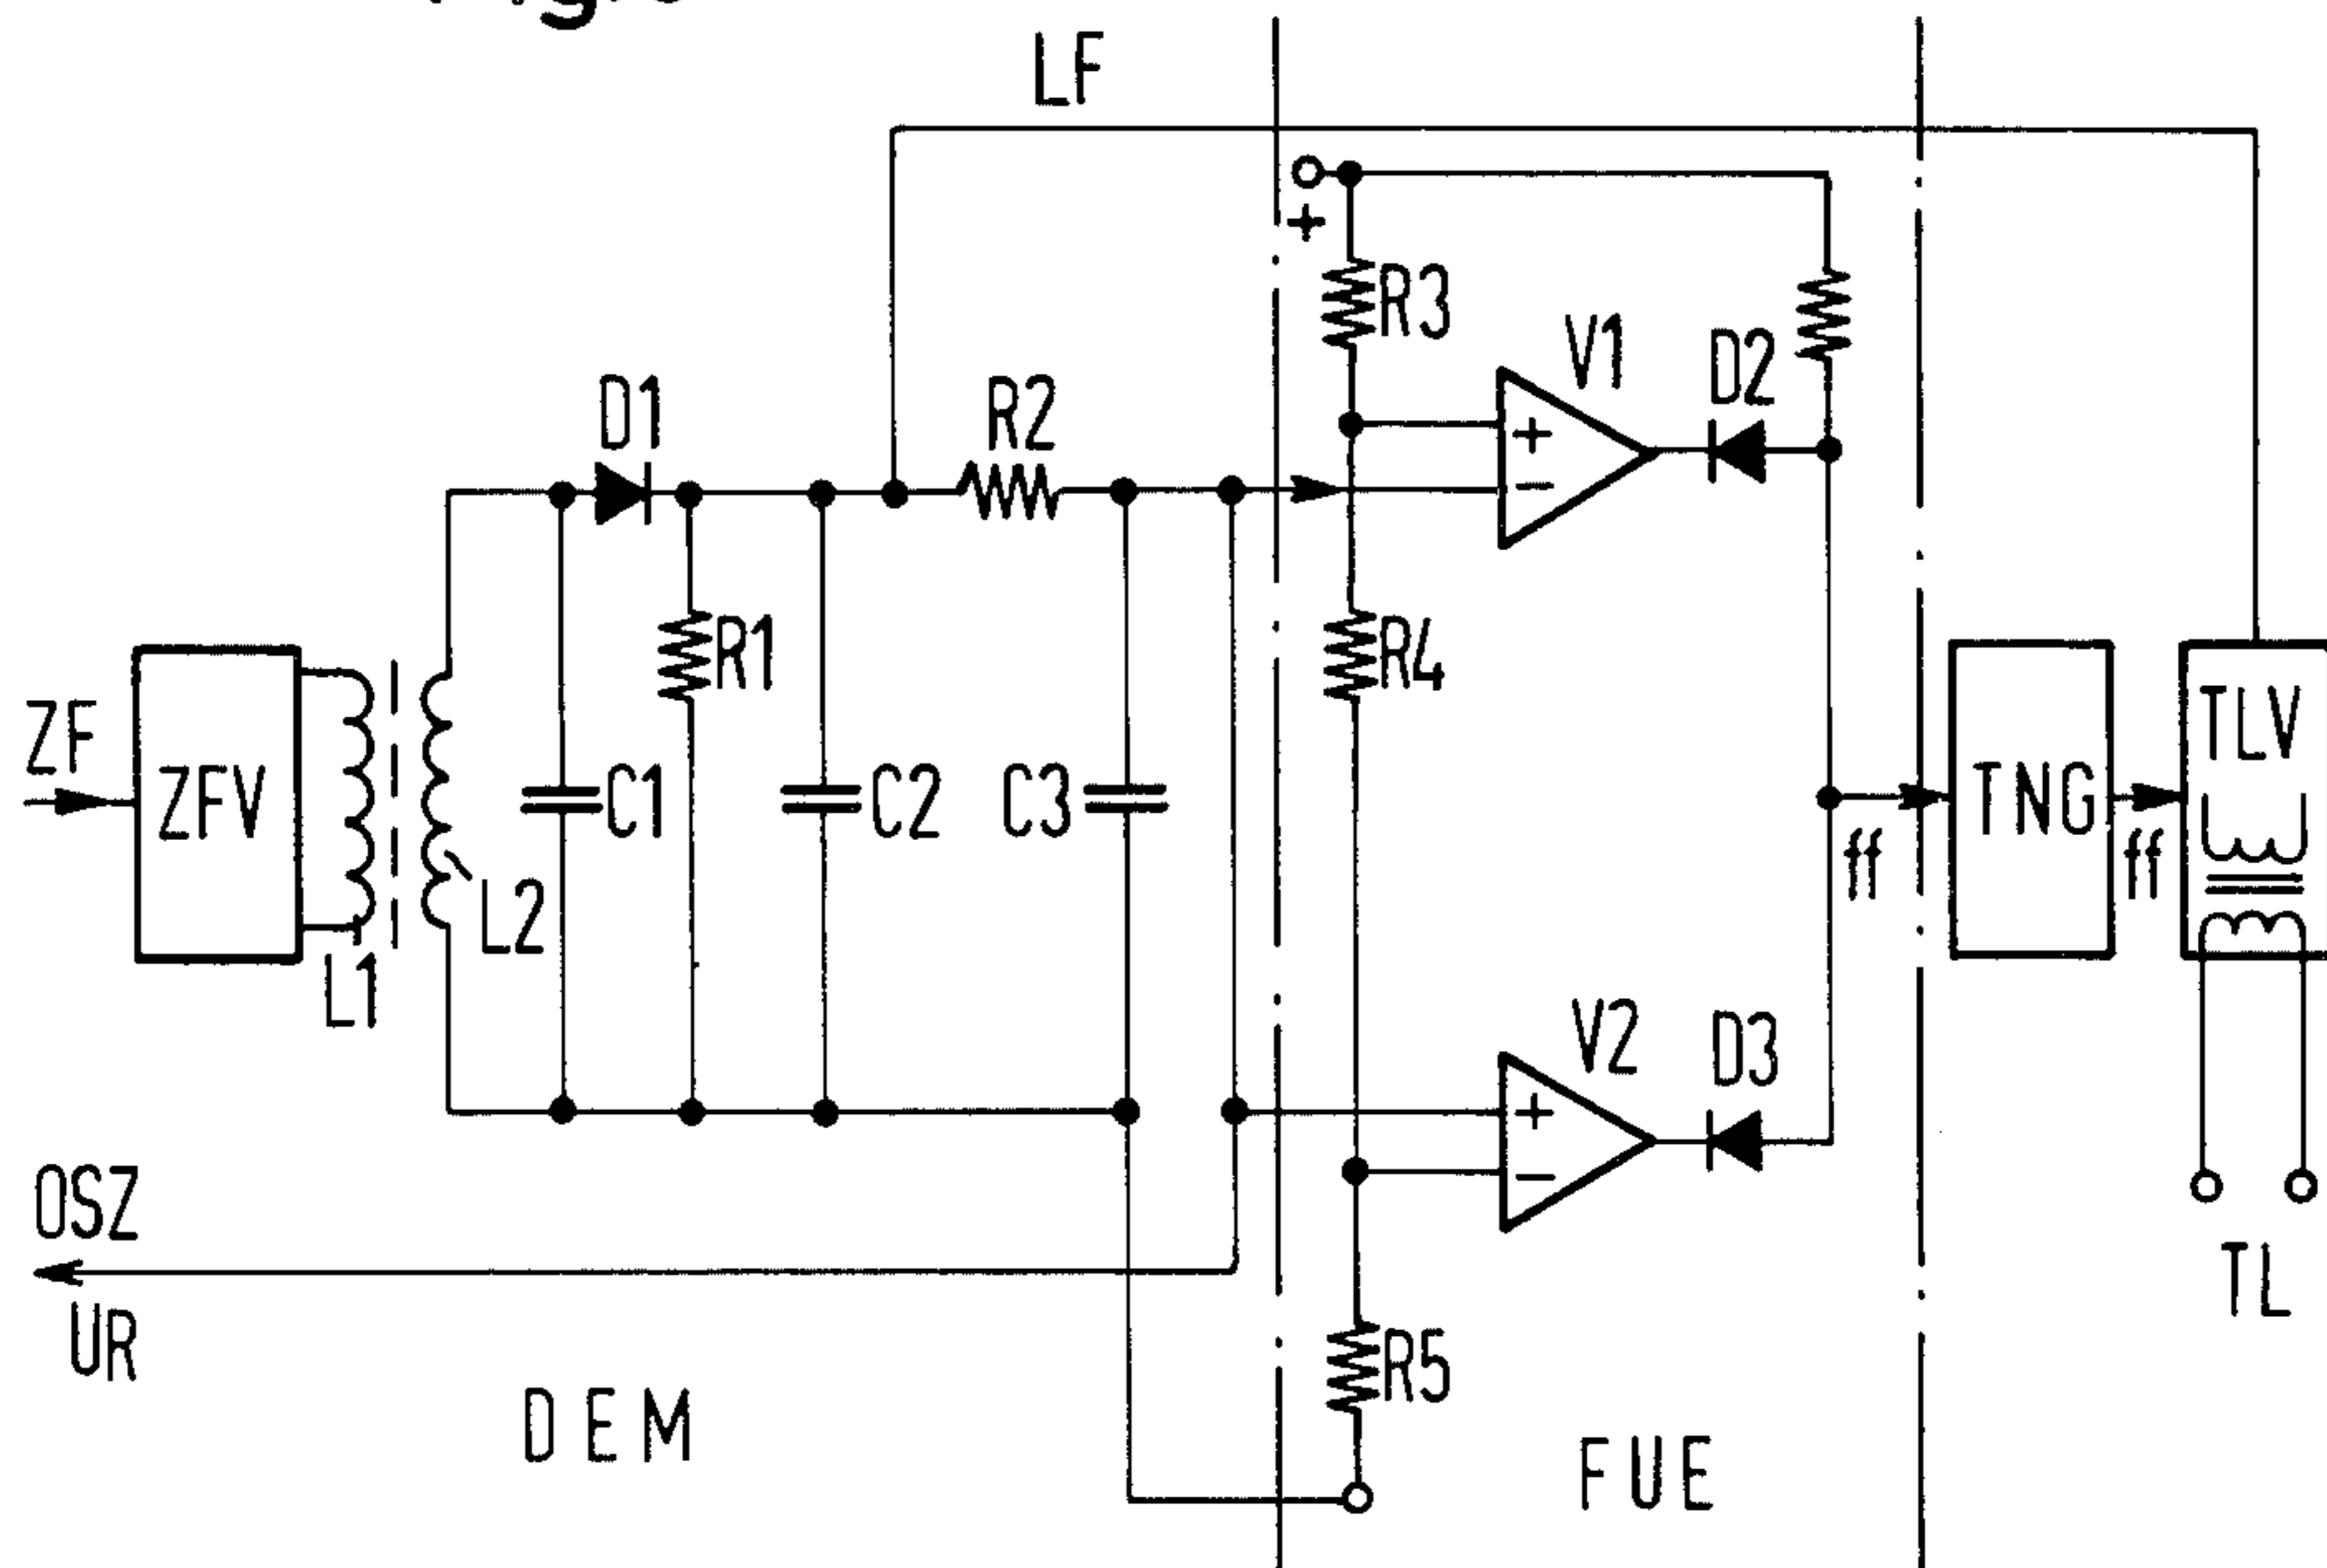 LF
+
R3
V1
D2
D1
R2
+
−
R1
R4
ZF
ZFV
C1
C2
C3
TNG
TLV
ff
ff
L2
L1
V2
D3
+
−
OSZ
UR
TL
R5
DEM
FUE